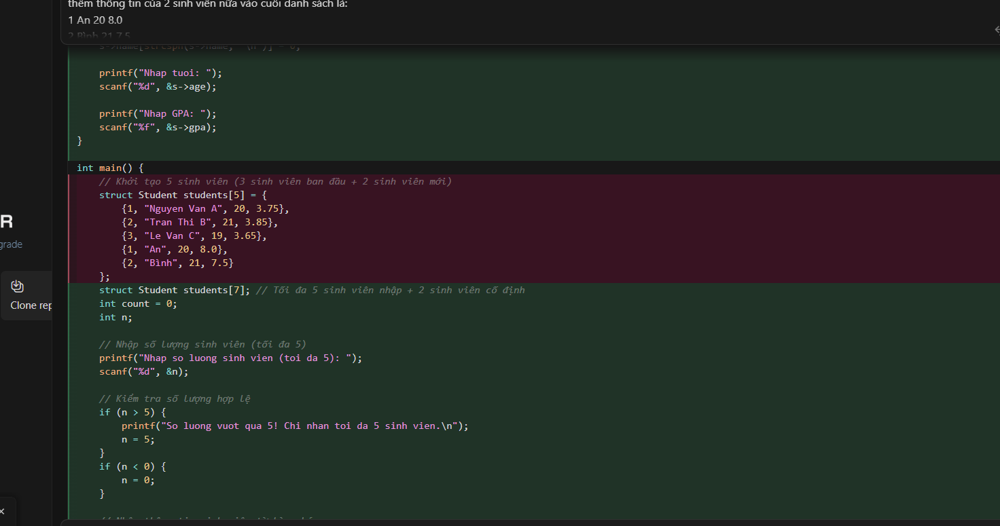 thêm thông tin của 2 sinh viên nữa vào cuối danh sách là:
1 An 20 8.0
2 Bình 21 7.5
s->name[strcspn(s->name, "\n")] = 0;
printf("Nhap tuoi: ");
scanf("%d", &s->age);
printf("Nhap GPA: ");
scanf("%f", &s->gpa);
}
int main() {
// Khởi tạo 5 sinh viên (3 sinh viên ban đầu + 2 sinh viên mới)
struct Student students[5] = {
{1, "Nguyen Van A", 20, 3.75},
{2, "Tran Thi B", 21, 3.85},
{3, "Le Van C", 19, 3.65},
{1, "An", 20, 8.0},
{2, "Bình", 21, 7.5}
};
struct Student students[7]; // Tối đa 5 sinh viên nhập + 2 sinh viên cố định
int count = 0;
int n;
// Nhập số lượng sinh viên (tối đa 5)
printf("Nhap so luong sinh vien (toi da 5): ");
scanf("%d", &n);
// Kiểm tra số lượng hợp lệ
if (n > 5) {
printf("So luong vuot qua 5! Chi nhan toi da 5 sinh vien.\n");
n = 5;
}
if (n < 0) {
n = 0;
}
R
grade
Clone rep